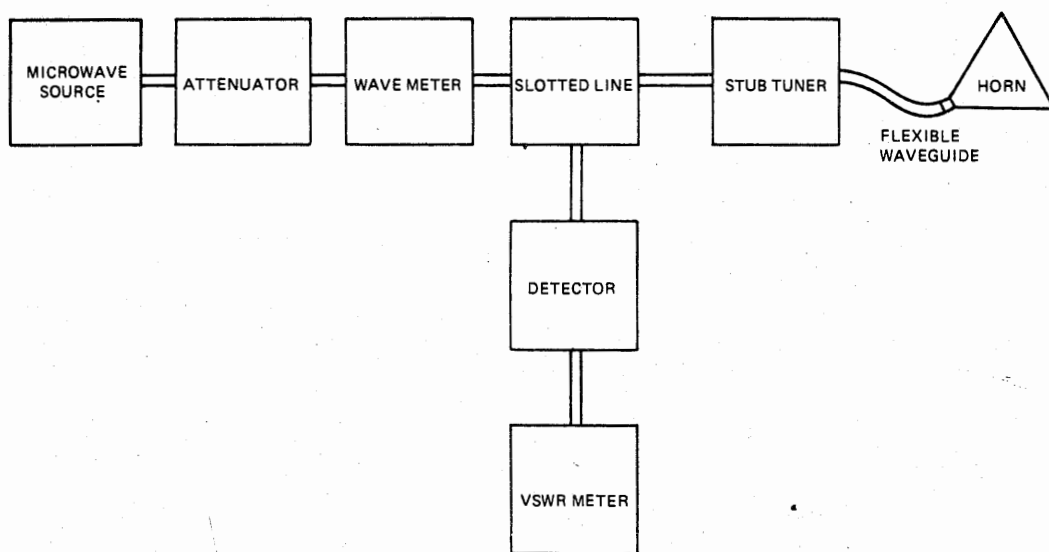 MICROWAVE
SOURCE
ATTENUATOR
WAVE METER
SLOTTED LINE
STUB TUNER
HORN
FLEXIBLE
WAVEGUIDE
DETECTOR
VSWR METER